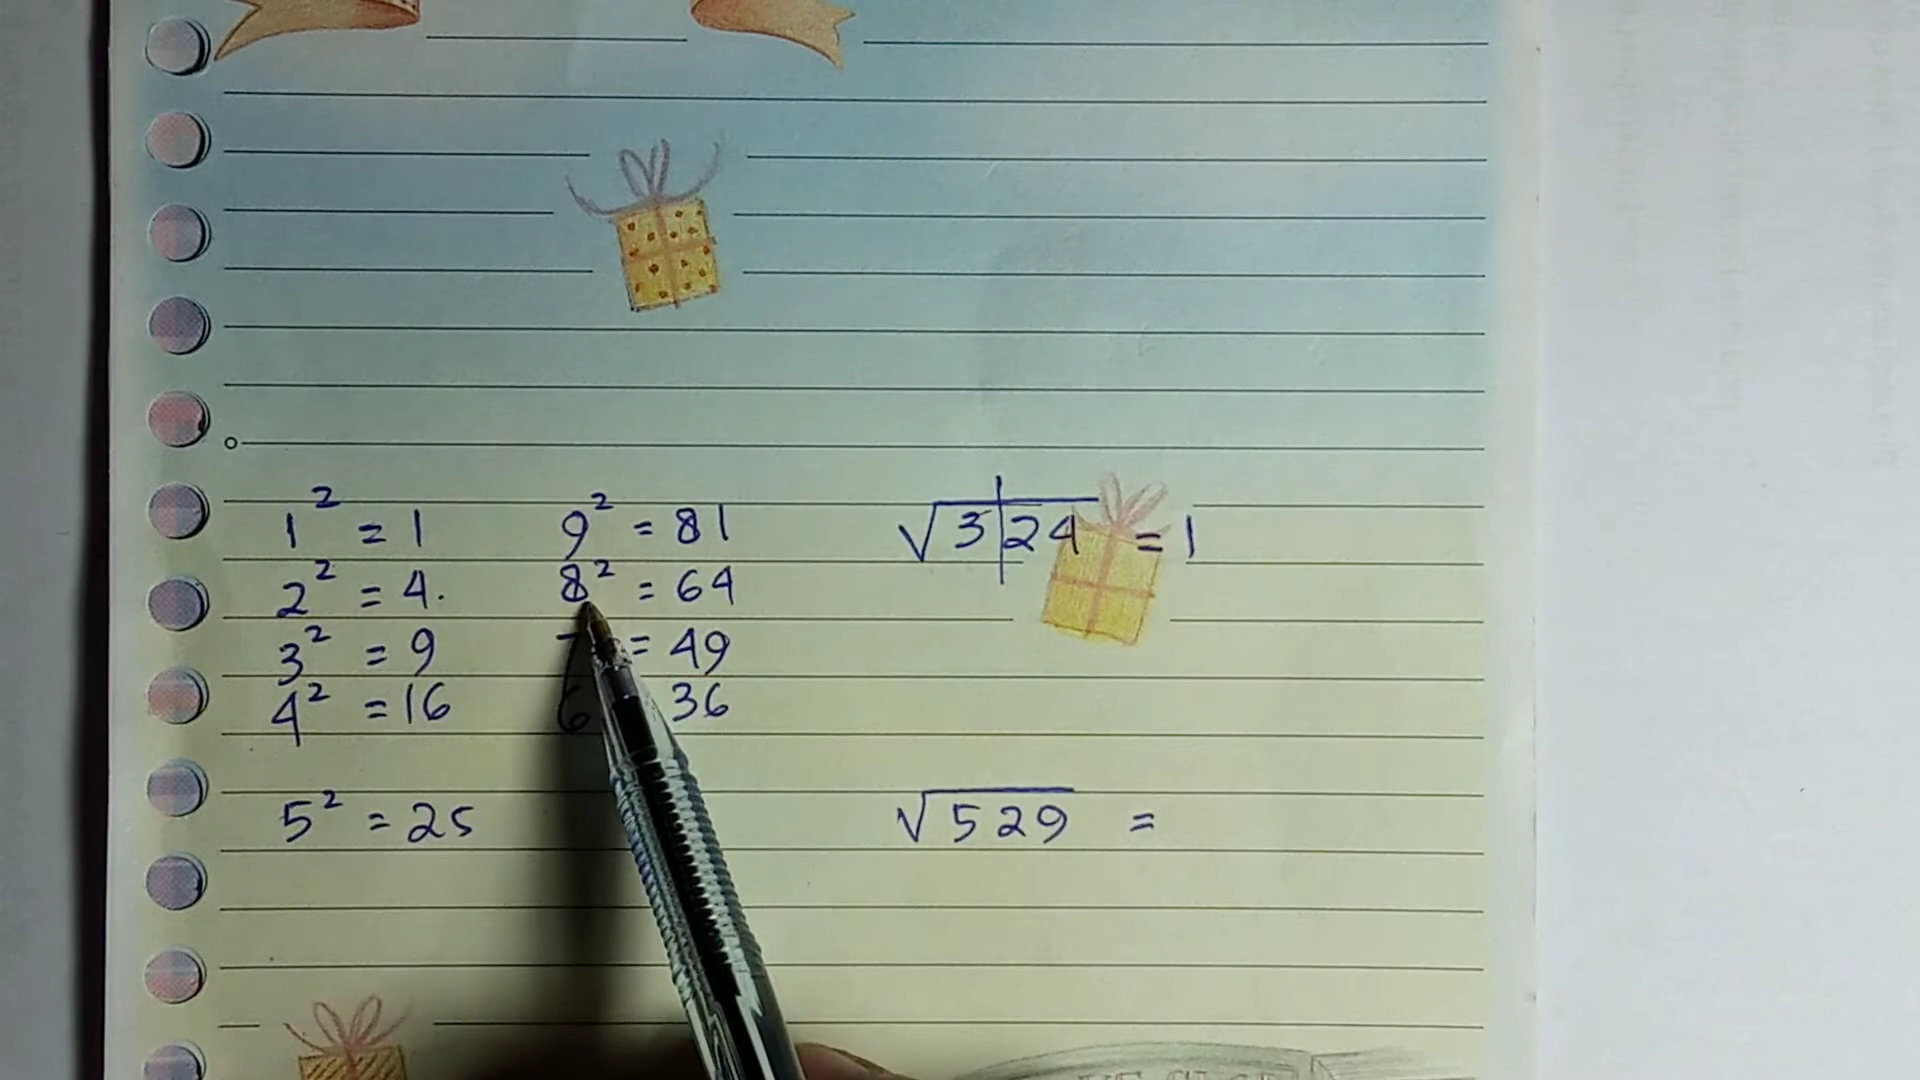 1² = 1 9² = 81 √3|24 = 1
2² = 4. 8² = 64
3² = 9 = 49
4² = 16 6 36
5² = 25 √529 =